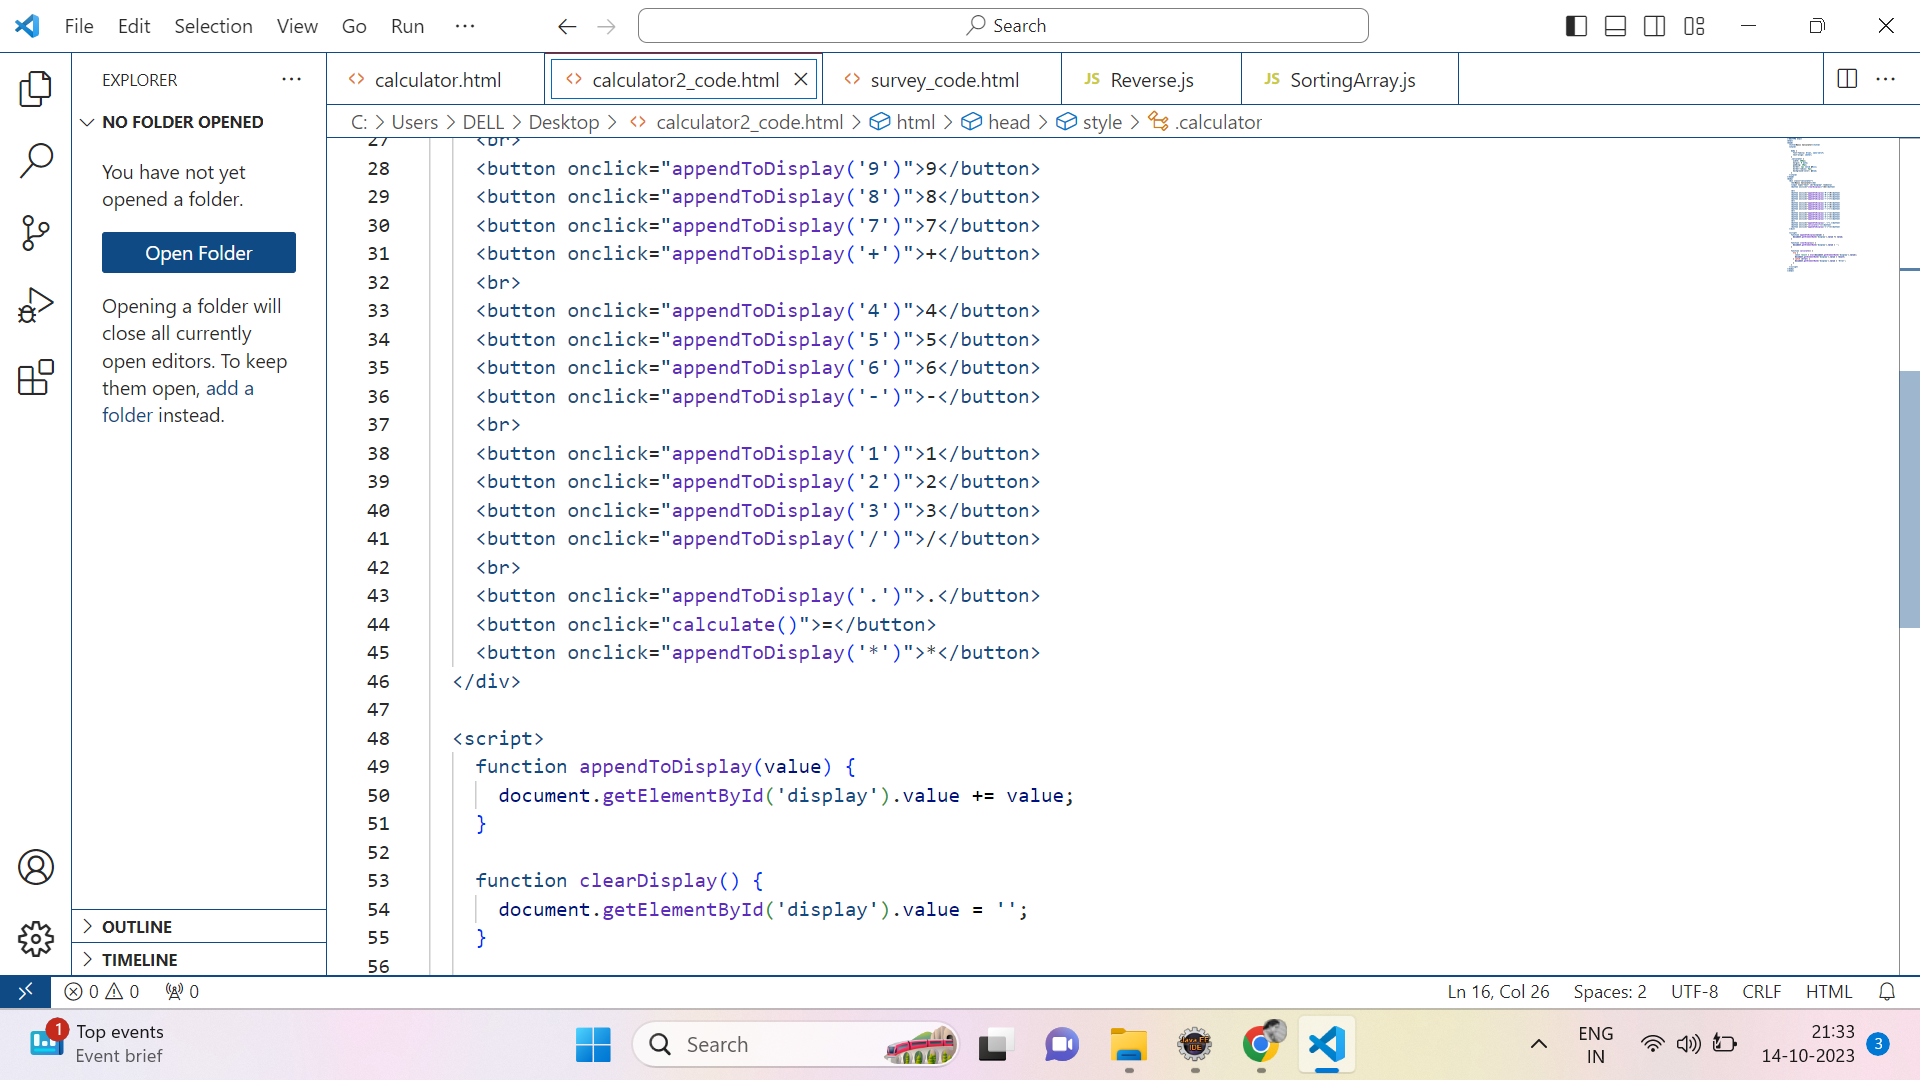 File Edit Selection View Go Run ···
Search
EXPLORER ···
NO FOLDER OPENED
You have not yet
opened a folder.
Open Folder
Opening a folder will
close all currently
open editors. To keep
them open, add a
folder instead.
OUTLINE
TIMELINE
<> calculator.html
<> calculator2_code.html
<> survey_code.html
JS Reverse.js
JS SortingArray.js
C: > Users > DELL > Desktop > <> calculator2_code.html > html > head > style > .calculator
27 <br>
28 <button onclick="appendToDisplay('9')">9</button>
29 <button onclick="appendToDisplay('8')">8</button>
30 <button onclick="appendToDisplay('7')">7</button>
31 <button onclick="appendToDisplay('+')">+</button>
32 <br>
33 <button onclick="appendToDisplay('4')">4</button>
34 <button onclick="appendToDisplay('5')">5</button>
35 <button onclick="appendToDisplay('6')">6</button>
36 <button onclick="appendToDisplay('-')">-</button>
37 <br>
38 <button onclick="appendToDisplay('1')">1</button>
39 <button onclick="appendToDisplay('2')">2</button>
40 <button onclick="appendToDisplay('3')">3</button>
41 <button onclick="appendToDisplay('/')">/</button>
42 <br>
43 <button onclick="appendToDisplay('.')">.</button>
44 <button onclick="calculate()">=</button>
45 <button onclick="appendToDisplay('*')">*</button>
46 </div>
47
48 <script>
49 function appendToDisplay(value) {
50 document.getElementById('display').value += value;
51 }
52
53 function clearDisplay() {
54 document.getElementById('display').value = '';
55 }
56
0 0 0
Ln 16, Col 26 Spaces: 2 UTF-8 CRLF HTML
1
Top events
Event brief
Search
Java EE
IDE
ENG
IN
21:33
14-10-2023
3